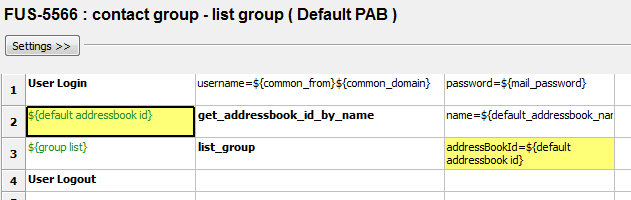 FUS-5566 : contact group - list group ( Default PAB )
Settings >>
1 User Login username=${common_from}${common_domain} password=${mail_password}
2 ${default addressbook id} get_addressbook_id_by_name name=${default_addressbook_nam
3 ${group list} list_group addressBookId=${default
addressbook id}
4 User Logout